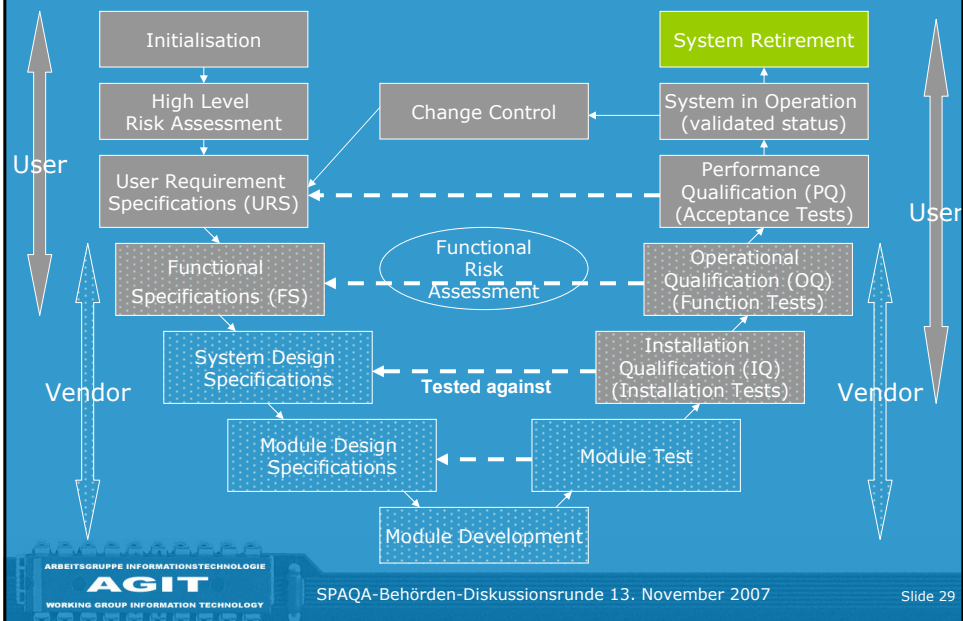 Initialisation
System Retirement
High Level
Risk Assessment
Change Control
System in Operation
(validated status)
User
User Requirement
Specifications (URS)
Performance
Qualification (PQ)
(Acceptance Tests)
User
Functional
Specifications (FS)
Functional
Risk
Assessment
Operational
Qualification (OQ)
(Function Tests)
Vendor
System Design
Specifications
Tested against
Installation
Qualification (IQ)
(Installation Tests)
Vendor
Module Design
Specifications
Module Test
Module Development
ARBEITSGRUPPE INFORMATIONSTECHNOLOGIE
AGIT
WORKING GROUP INFORMATION TECHNOLOGY
SPAQA-Behörden-Diskussionsrunde 13. November 2007
Slide 29